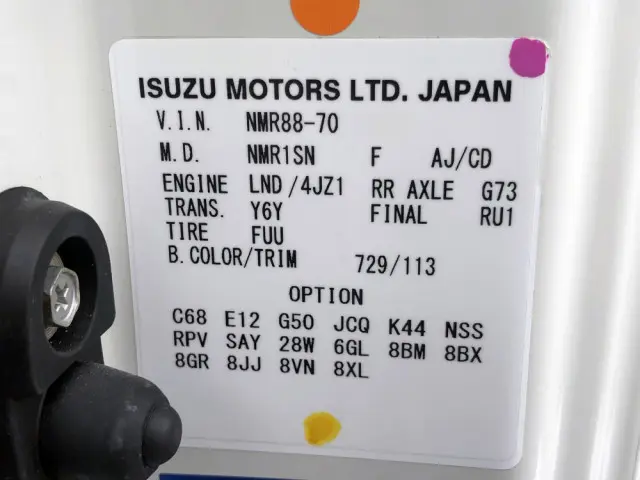 ISUZU MOTORS LTD. JAPAN
V.I.N. NMR88-70
M.D. NMR1SN F AJ/CD
ENGINE LND/4JZ1 RR AXLE G73
TRANS. Y6Y FINAL RU1
TIRE FUU
B.COLOR/TRIM 729/113
OPTION
C68 E12 G50 JCQ K44 NSS
RPV SAY 28W 6GL 8BM 8BX
8GR 8JJ 8VN 8XL